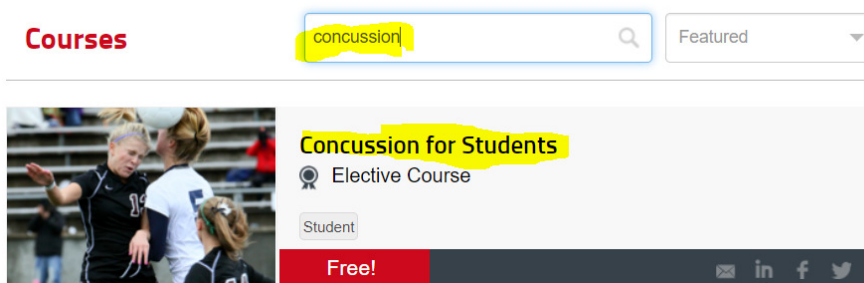 Courses
concussion
Featured
Concussion for Students
Elective Course
Student
Free!